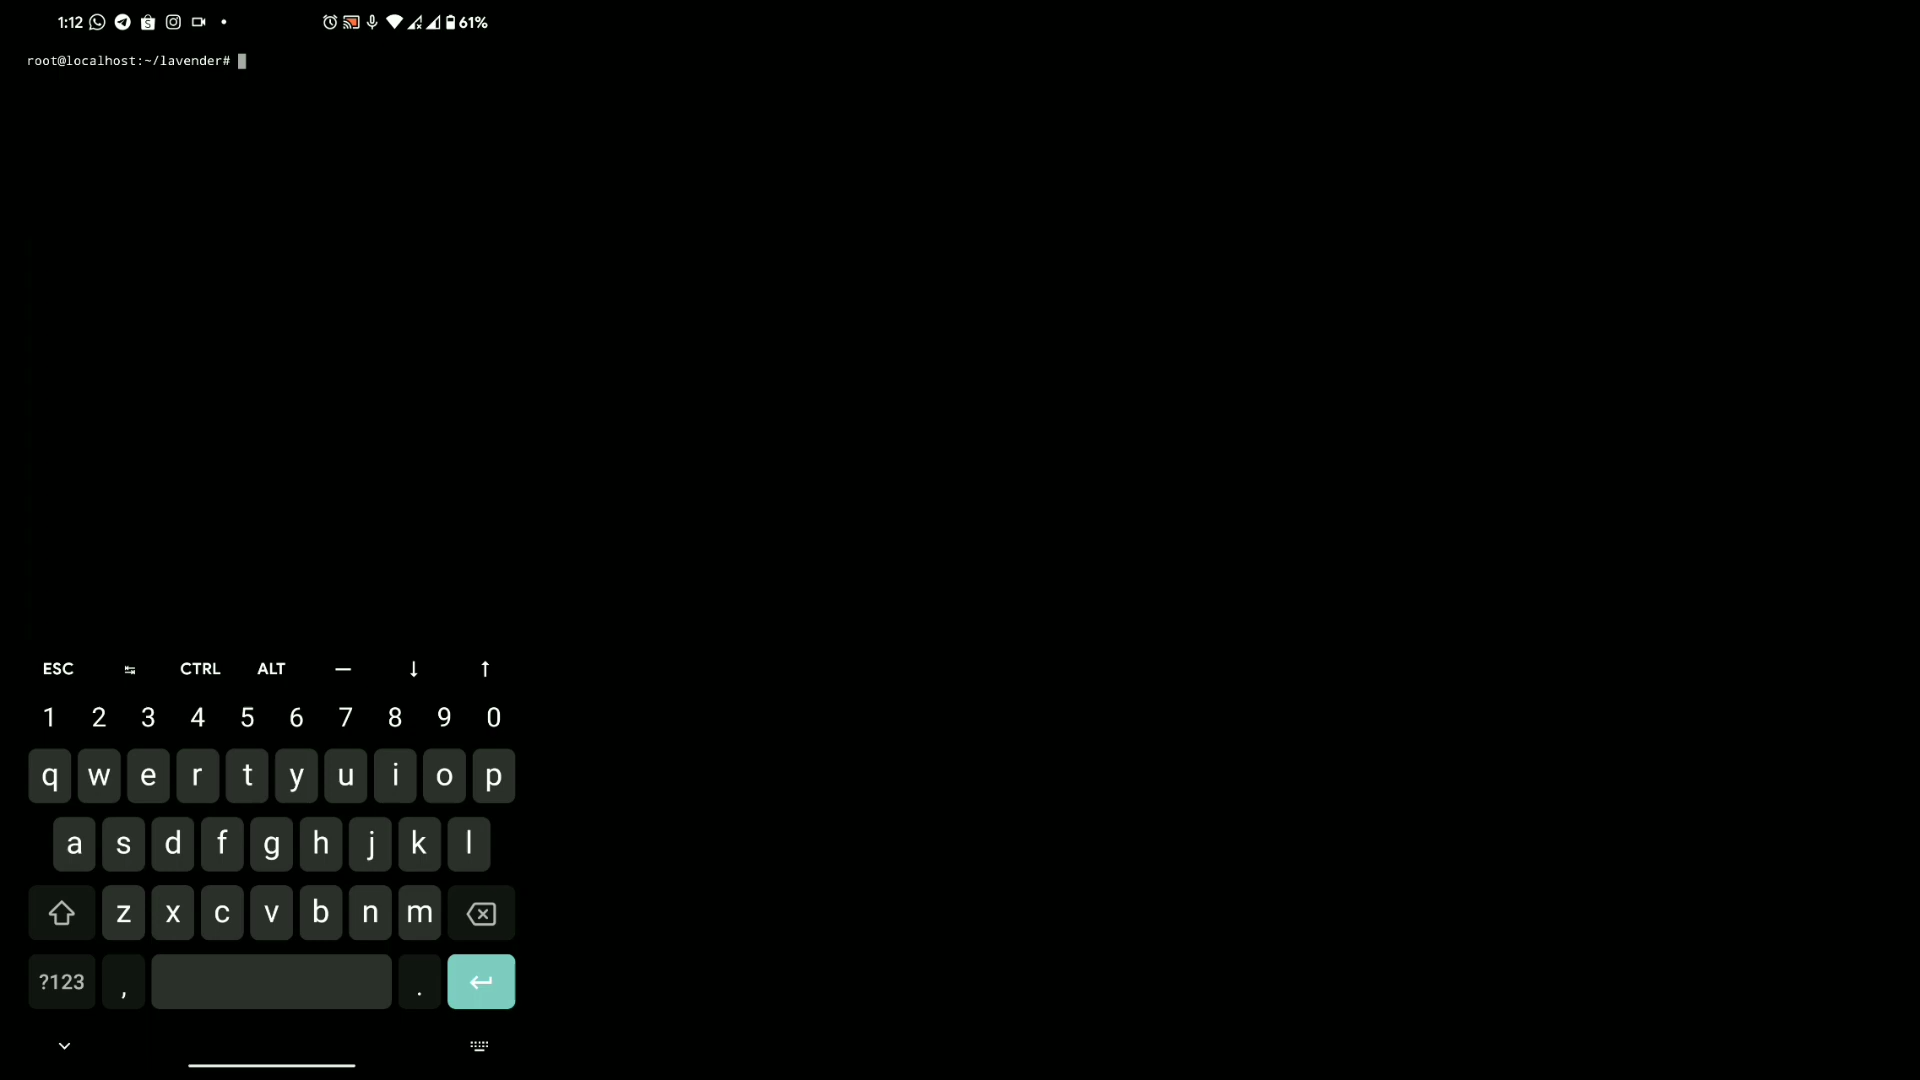 1:12 61%
root@localhost:~/lavender#
ESC CTRL ALT — ↓ ↑
1 2 3 4 5 6 7 8 9 0
q w e r t y u i o p
a s d f g h j k l
z x c v b n m
?123 , .